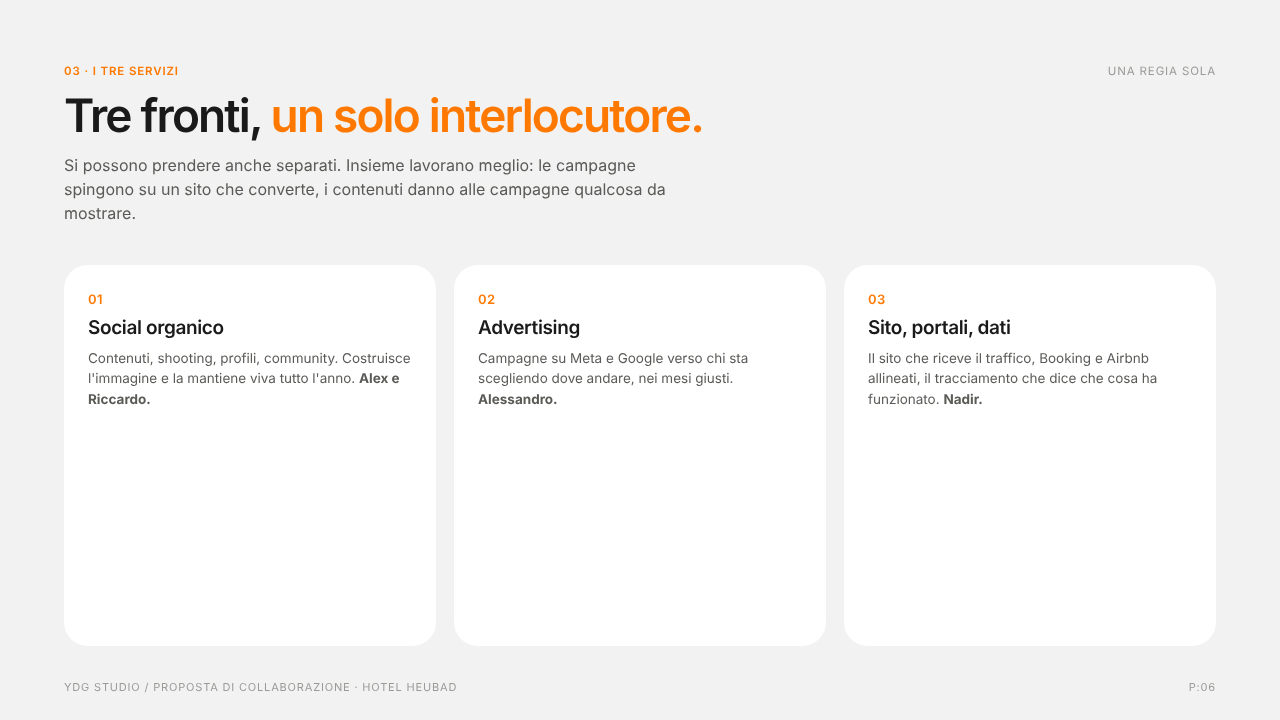 03 · I TRE SERVIZI
UNA REGIA SOLA
Tre fronti, un solo interlocutore.
Si possono prendere anche separati. Insieme lavorano meglio: le campagne
spingono su un sito che converte, i contenuti danno alle campagne qualcosa da
mostrare.
01
Social organico
Contenuti, shooting, profili, community. Costruisce
l'immagine e la mantiene viva tutto l'anno. Alex e
Riccardo.
02
Advertising
Campagne su Meta e Google verso chi sta
scegliendo dove andare, nei mesi giusti.
Alessandro.
03
Sito, portali, dati
Il sito che riceve il traffico, Booking e Airbnb
allineati, il tracciamento che dice che cosa ha
funzionato. Nadir.
YDG STUDIO / PROPOSTA DI COLLABORAZIONE · HOTEL HEUBAD
P:06